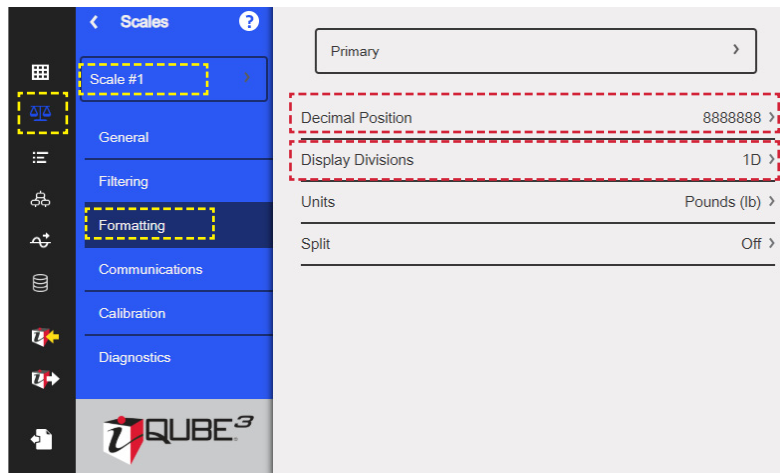 Scales
?
Scale #1
General
Filtering
Formatting
Communications
Calibration
Diagnostics
iQUBE³
Primary
Decimal Position 8888888
Display Divisions 1D
Units Pounds (lb)
Split Off